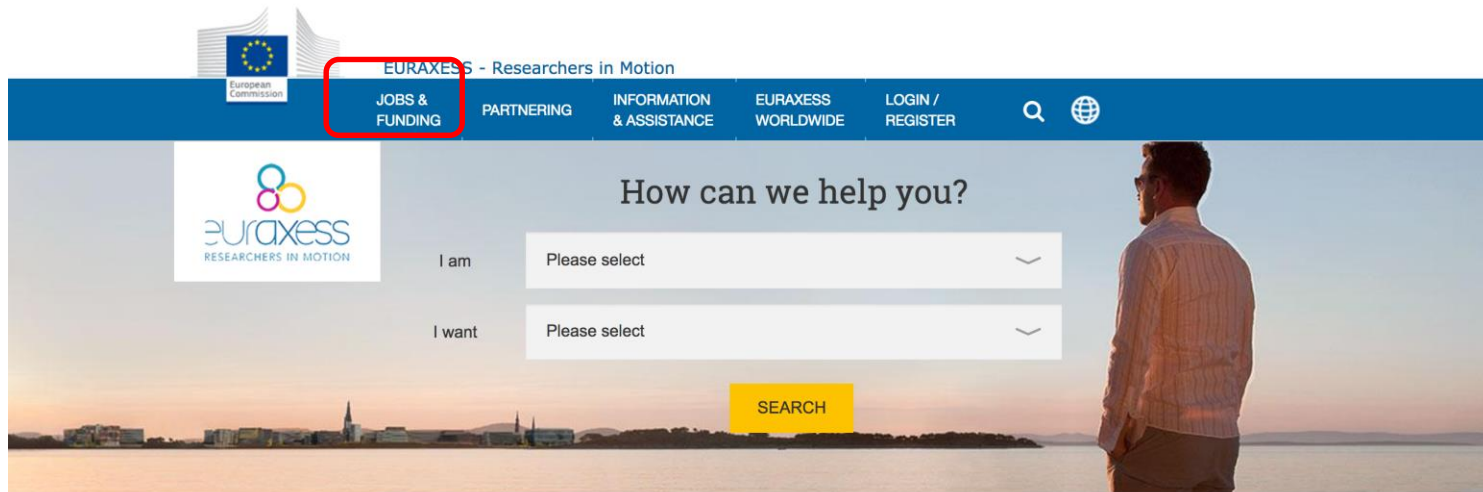 European
Commission
EURAXESS - Researchers in Motion
JOBS &
FUNDING
PARTNERING
INFORMATION
& ASSISTANCE
EURAXESS
WORLDWIDE
LOGIN /
REGISTER
euraxess
RESEARCHERS IN MOTION
How can we help you?
I am
Please select
I want
Please select
SEARCH